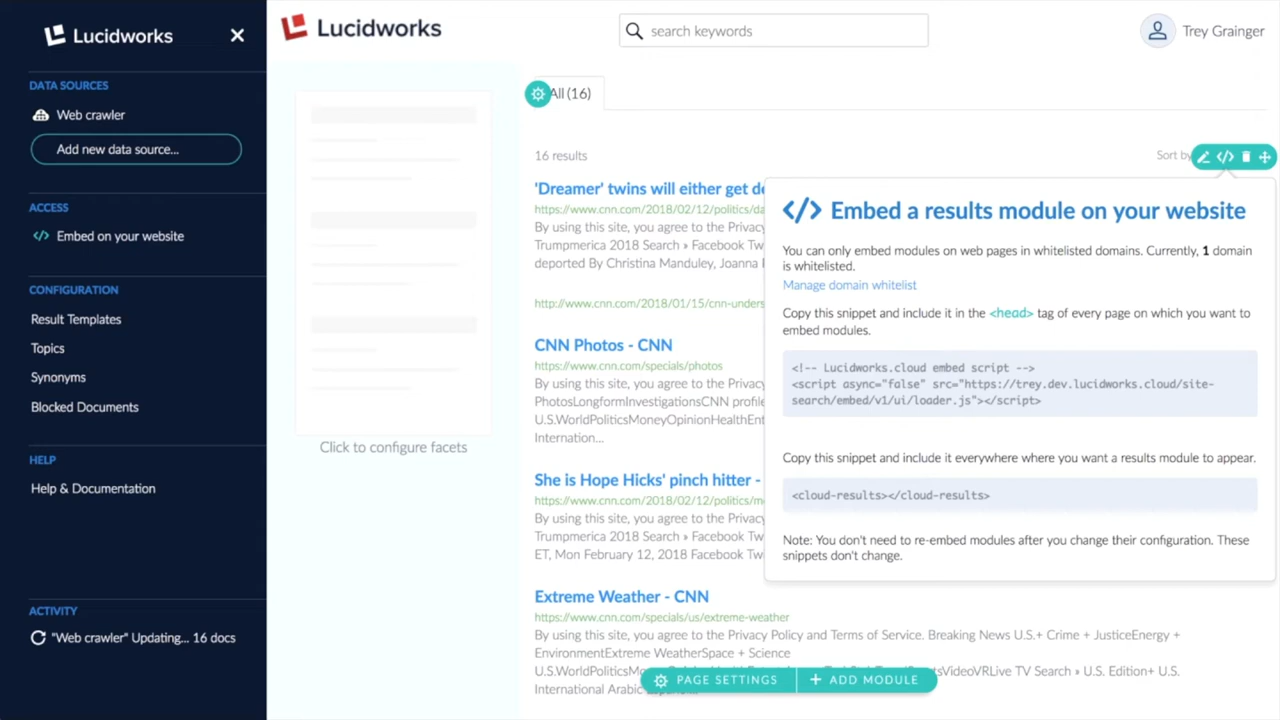 Lucidworks
DATA SOURCES
Web crawler
Add new data source...
ACCESS
Embed on your website
CONFIGURATION
Result Templates
Topics
Synonyms
Blocked Documents
HELP
Help & Documentation
ACTIVITY
"Web crawler" Updating... 16 docs
Lucidworks
search keywords
Trey Grainger
Click to configure facets
All (16)
16 results
Sort by
'Dreamer' twins will either get de
https://www.cnn.com/2018/02/12/politics/da
By using this site, you agree to the Privacy
Trumpmerica 2018 Search » Facebook Tw
deported By Christina Manduley, Joanna
http://www.cnn.com/2018/01/15/cnn-unders
CNN Photos - CNN
https://www.cnn.com/specials/photos
By using this site, you agree to the Privacy
PhotosLongformInvestigationsCNN profile
U.S.WorldPoliticsMoneyOpinionHealthEnt
Internation...
She is Hope Hicks' pinch hitter -
https://www.cnn.com/2018/02/12/politics/m
By using this site, you agree to the Privacy
Trumpmerica 2018 Search » Facebook Tw
ET, Mon February 12, 2018 Facebook Tw
Extreme Weather - CNN
https://www.cnn.com/specials/us/extreme-weather
By using this site, you agree to the Privacy Policy and Terms of Service. Breaking News U.S.+ Crime + JusticeEnergy +
EnvironmentExtreme WeatherSpace + Science
U.S.WorldPoliticsMo sVideoVRLive TV Search » U.S. Edition+ U.S.
International Arabic
</> Embed a results module on your website
You can only embed modules on web pages in whitelisted domains. Currently, 1 domain
is whitelisted.
Manage domain whitelist
Copy this snippet and include it in the <head> tag of every page on which you want to
embed modules.
<!-- Lucidworks.cloud embed script -->
<script async="false" src="https://trey.dev.lucidworks.cloud/site-
search/embed/v1/ui/loader.js"></script>
Copy this snippet and include it everywhere where you want a results module to appear.
<cloud-results></cloud-results>
Note: You don't need to re-embed modules after you change their configuration. These
snippets don't change.
PAGE SETTINGS
+ ADD MODULE